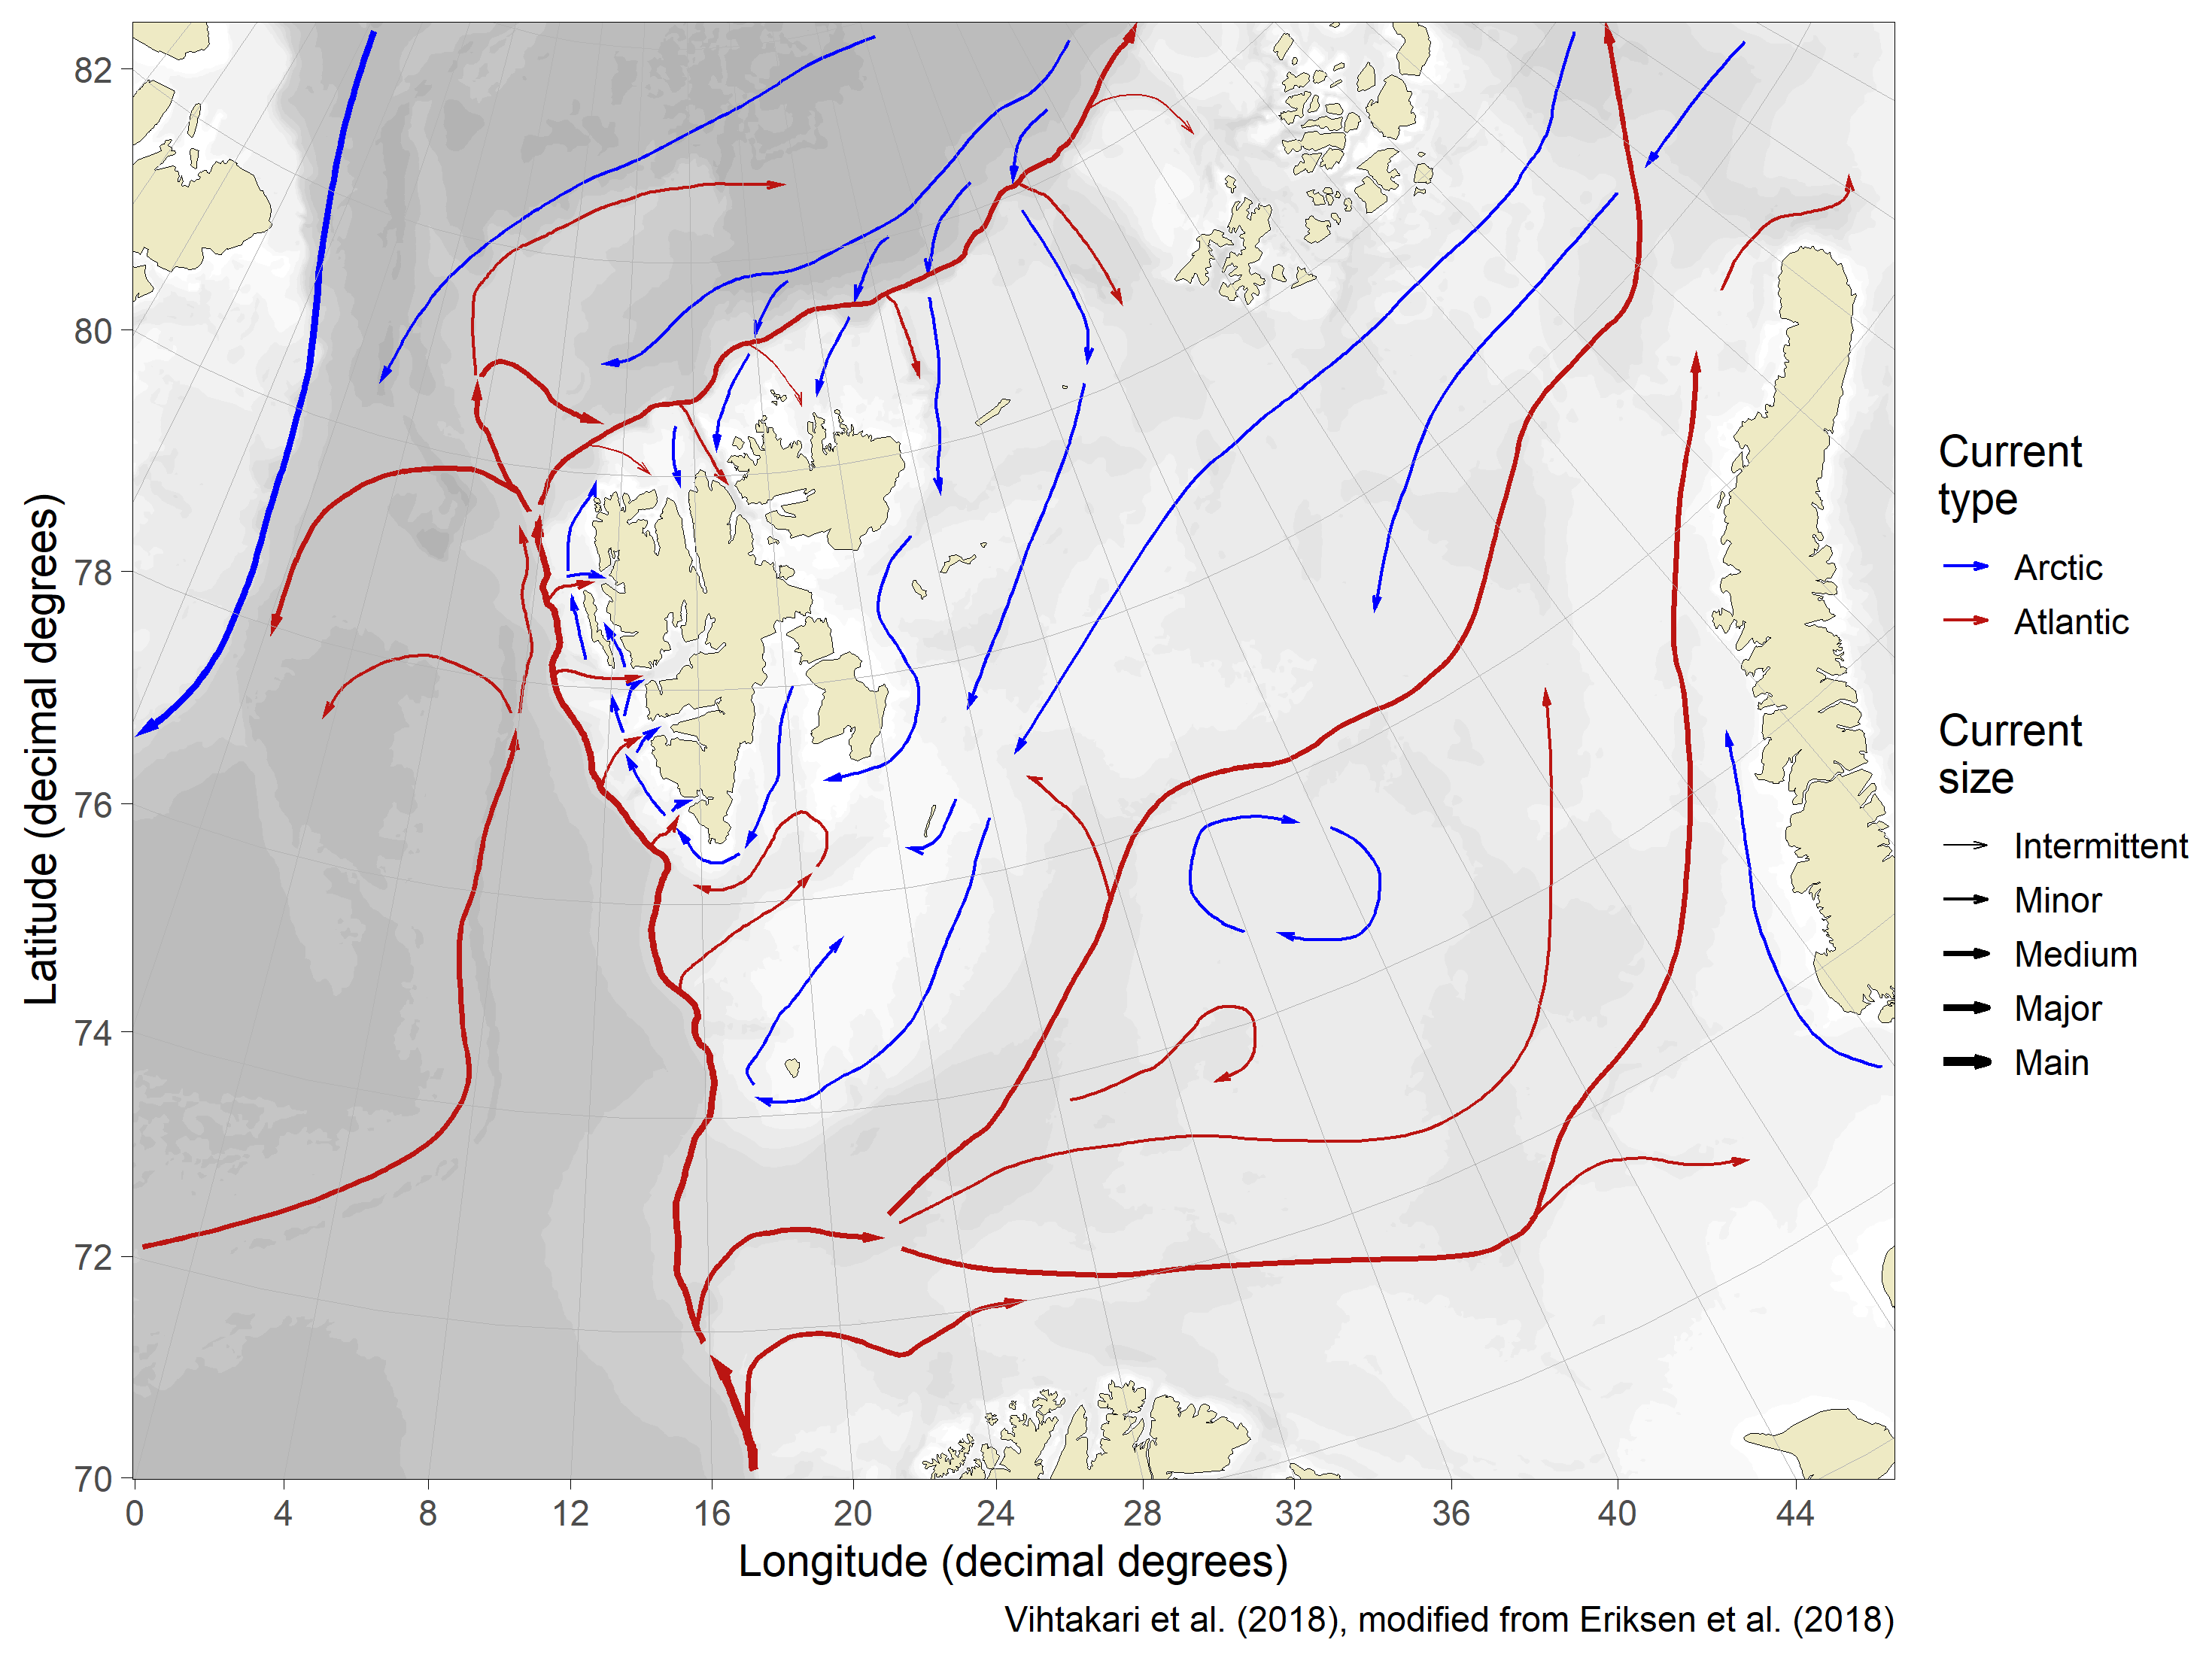 82
80
78
76
74
72
70
Latitude (decimal degrees)
0 4 8 12 16 20 24 28 32 36 40 44
Longitude (decimal degrees)
Vihtakari et al. (2018), modified from Eriksen et al. (2018)
Current
type
Arctic
Atlantic
Current
size
Intermittent
Minor
Medium
Major
Main